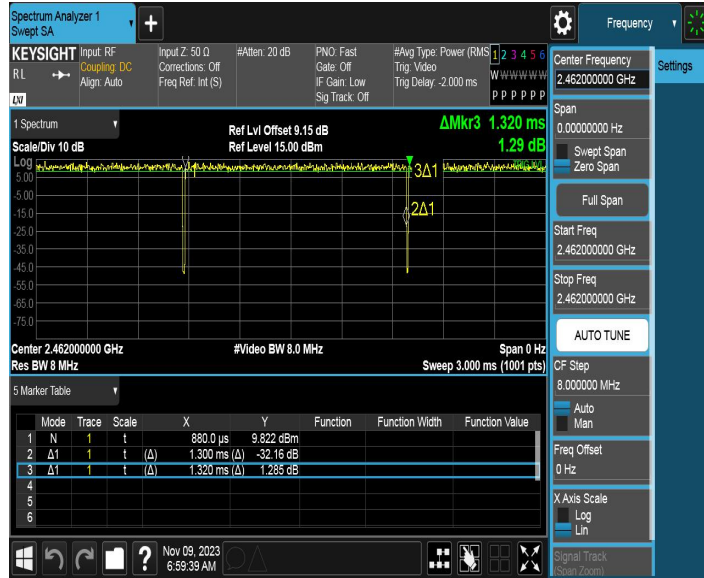 Spectrum Analyzer 1
Swept SA
Frequency
KEYSIGHT
RL
LXI
Input: RF
Coupling: DC
Align: Auto
Input Z: 50 Ω
Corrections: Off
Freq Ref: Int (S)
#Atten: 20 dB
PNO: Fast
Gate: Off
IF Gain: Low
Sig Track: Off
#Avg Type: Power (RMS
Trig: Video
Trig Delay: -2.000 ms
1 2 3 4 5 6
W W W W W W
P P P P P P
1 Spectrum
Scale/Div 10 dB
Ref Lvl Offset 9.15 dB
Ref Level 15.00 dBm
ΔMkr3 1.320 ms
1.29 dB
Log
5.00
-5.00
-15.0
-25.0
-35.0
-45.0
-55.0
-65.0
-75.0
1
3Δ1
2Δ1
Center 2.462000000 GHz
#Video BW 8.0 MHz
Span 0 Hz
Res BW 8 MHz
Sweep 3.000 ms (1001 pts)
5 Marker Table
Mode Trace Scale X Y Function Function Width Function Value
1 N 1 t 880.0 µs 9.822 dBm
2 Δ1 1 t (Δ) 1.300 ms (Δ) -32.16 dB
3 Δ1 1 t (Δ) 1.320 ms (Δ) 1.285 dB
4
5
6
?
Nov 09, 2023
6:59:39 AM
Center Frequency
2.462000000 GHz
Settings
Span
0.00000000 Hz
Swept Span
Zero Span
Full Span
Start Freq
2.462000000 GHz
Stop Freq
2.462000000 GHz
AUTO TUNE
CF Step
8.000000 MHz
Auto
Man
Freq Offset
0 Hz
X Axis Scale
Log
Lin
Signal Track
(Span Zoom)